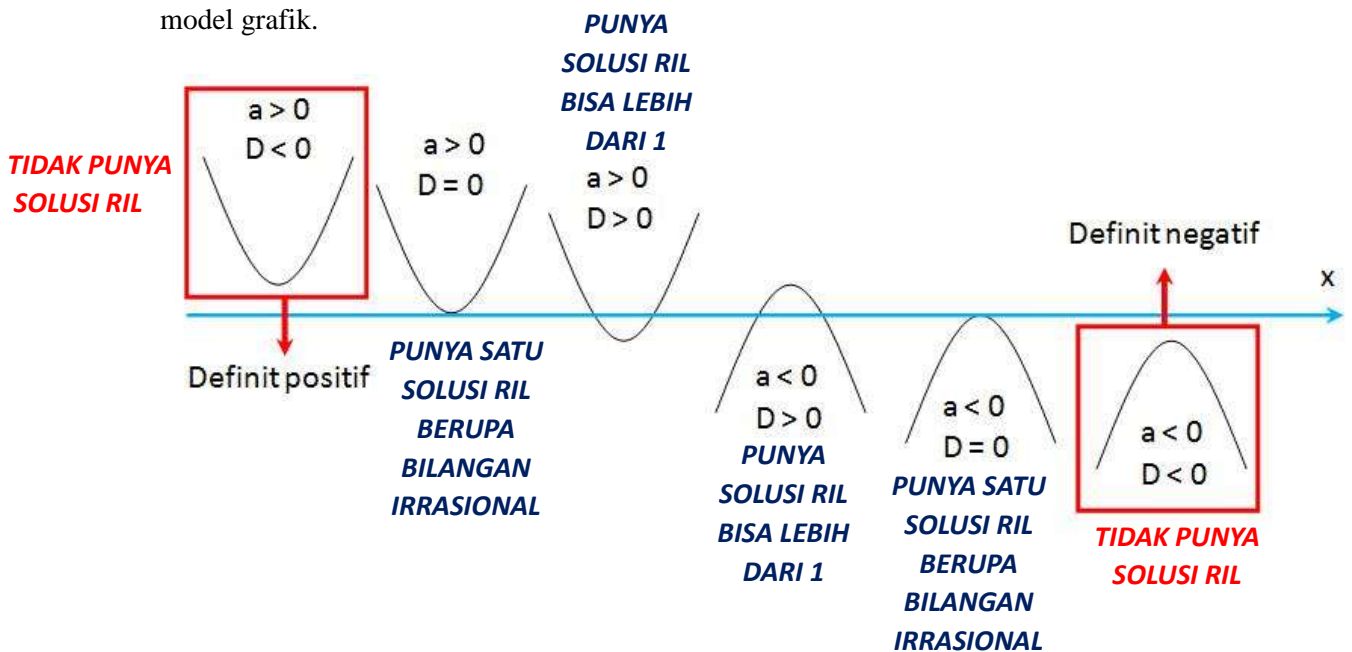 model grafik.
TIDAK PUNYA
SOLUSI RIL
a > 0
D < 0
Definit positif
a > 0
D = 0
PUNYA SATU
SOLUSI RIL
BERUPA
BILANGAN
IRRASIONAL
PUNYA
SOLUSI RIL
BISA LEBIH
DARI 1
a > 0
D > 0
a < 0
D > 0
PUNYA
SOLUSI RIL
BISA LEBIH
DARI 1
a < 0
D = 0
PUNYA SATU
SOLUSI RIL
BERUPA
BILANGAN
IRRASIONAL
Definit negatif
x
a < 0
D < 0
TIDAK PUNYA
SOLUSI RIL